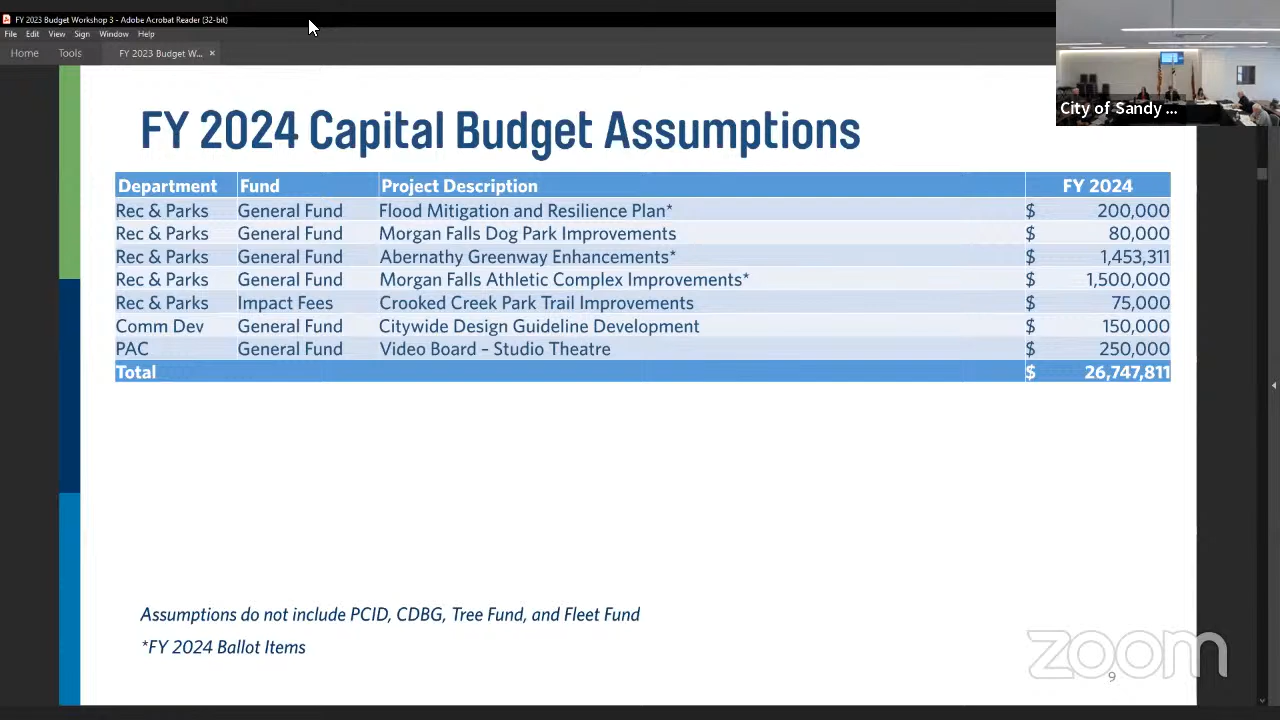 FY 2023 Budget Workshop 3 - Adobe Acrobat Reader (32-bit)
File Edit View Sign Window Help
Home Tools FY 2023 Budget W... ×
City of Sandy ...
FY 2024 Capital Budget Assumptions
Department Fund Project Description FY 2024
Rec & Parks General Fund Flood Mitigation and Resilience Plan* $ 200,000
Rec & Parks General Fund Morgan Falls Dog Park Improvements $ 80,000
Rec & Parks General Fund Abernathy Greenway Enhancements* $ 1,453,311
Rec & Parks General Fund Morgan Falls Athletic Complex Improvements* $ 1,500,000
Rec & Parks Impact Fees Crooked Creek Park Trail Improvements $ 75,000
Comm Dev General Fund Citywide Design Guideline Development $ 150,000
PAC General Fund Video Board – Studio Theatre $ 250,000
Total $ 26,747,811
Assumptions do not include PCID, CDBG, Tree Fund, and Fleet Fund
*FY 2024 Ballot Items
zoom
9